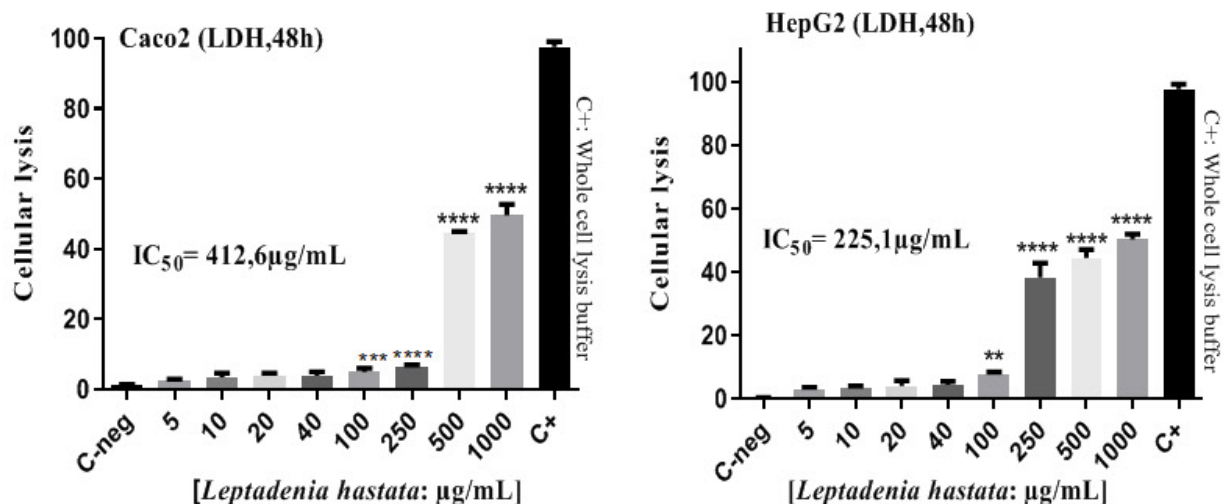 Caco2 (LDH,48h)
100
80
60
40
20
0
Cellular lysis
IC50= 412,6µg/mL
***
****
****
****
C+: Whole cell lysis buffer
C-neg
5
10
20
40
100
250
500
1000
C+
[Leptadenia hastata: µg/mL]
HepG2 (LDH,48h)
100
80
60
40
20
0
Cellular lysis
IC50= 225,1µg/mL
**
****
****
****
C+: Whole cell lysis buffer
C-neg
5
10
20
40
100
250
500
1000
C+
[Leptadenia hastata: µg/mL]